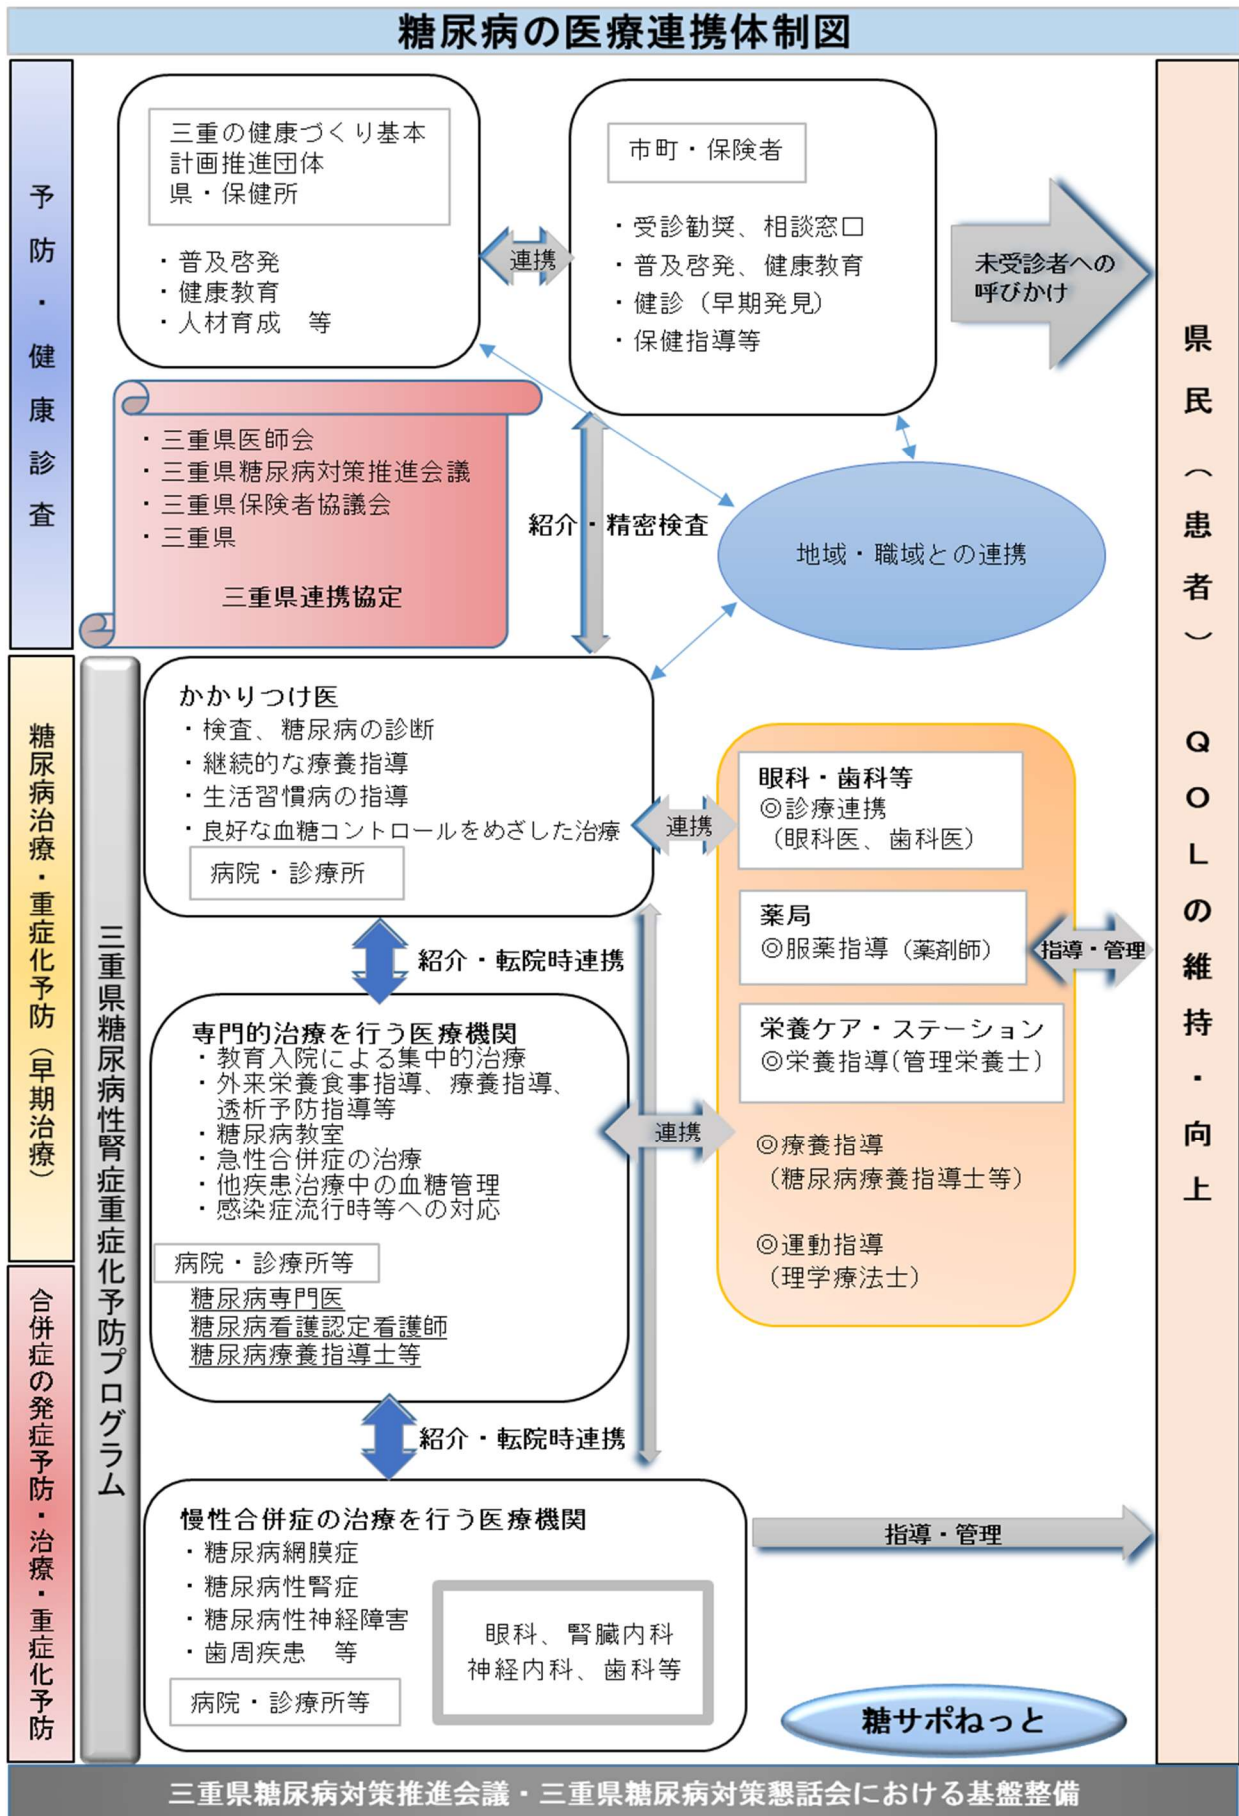 糖尿病の医療連携体制図
予防・健康診査
三重の健康づくり基本
計画推進団体
県・保健所
・普及啓発
・健康教育
・人材育成　等
連携
市町・保険者
・受診勧奨、相談窓口
・普及啓発、健康教育
・健診（早期発見）
・保健指導等
未受診者への
呼びかけ
県民（患者）　ＱＯＬの維持・向上
・三重県医師会
・三重県糖尿病対策推進会議
・三重県保険者協議会
・三重県
三重県連携協定
紹介・精密検査
地域・職域との連携
糖尿病治療・重症化予防（早期治療）
三重県糖尿病性腎症重症化予防プログラム
かかりつけ医
・検査、糖尿病の診断
・継続的な療養指導
・生活習慣病の指導
・良好な血糖コントロールをめざした治療
病院・診療所
連携
眼科・歯科等
◎診療連携
（眼科医、歯科医）
薬局
◎服薬指導（薬剤師）
指導・管理
栄養ケア・ステーション
◎栄養指導(管理栄養士）
◎療養指導
（糖尿病療養指導士等）
◎運動指導
（理学療法士）
紹介・転院時連携
専門的治療を行う医療機関
・教育入院による集中的治療
・外来栄養食事指導、療養指導、
透析予防指導等
・糖尿病教室
・急性合併症の治療
・他疾患治療中の血糖管理
・感染症流行時等への対応
連携
病院・診療所等
糖尿病専門医
糖尿病看護認定看護師
糖尿病療養指導士等
合併症の発症予防・治療・重症化予防
紹介・転院時連携
慢性合併症の治療を行う医療機関
・糖尿病網膜症
・糖尿病性腎症
・糖尿病性神経障害
・歯周疾患　等
病院・診療所等
眼科、腎臓内科
神経内科、歯科等
指導・管理
糖サポねっと
三重県糖尿病対策推進会議・三重県糖尿病対策懇話会における基盤整備